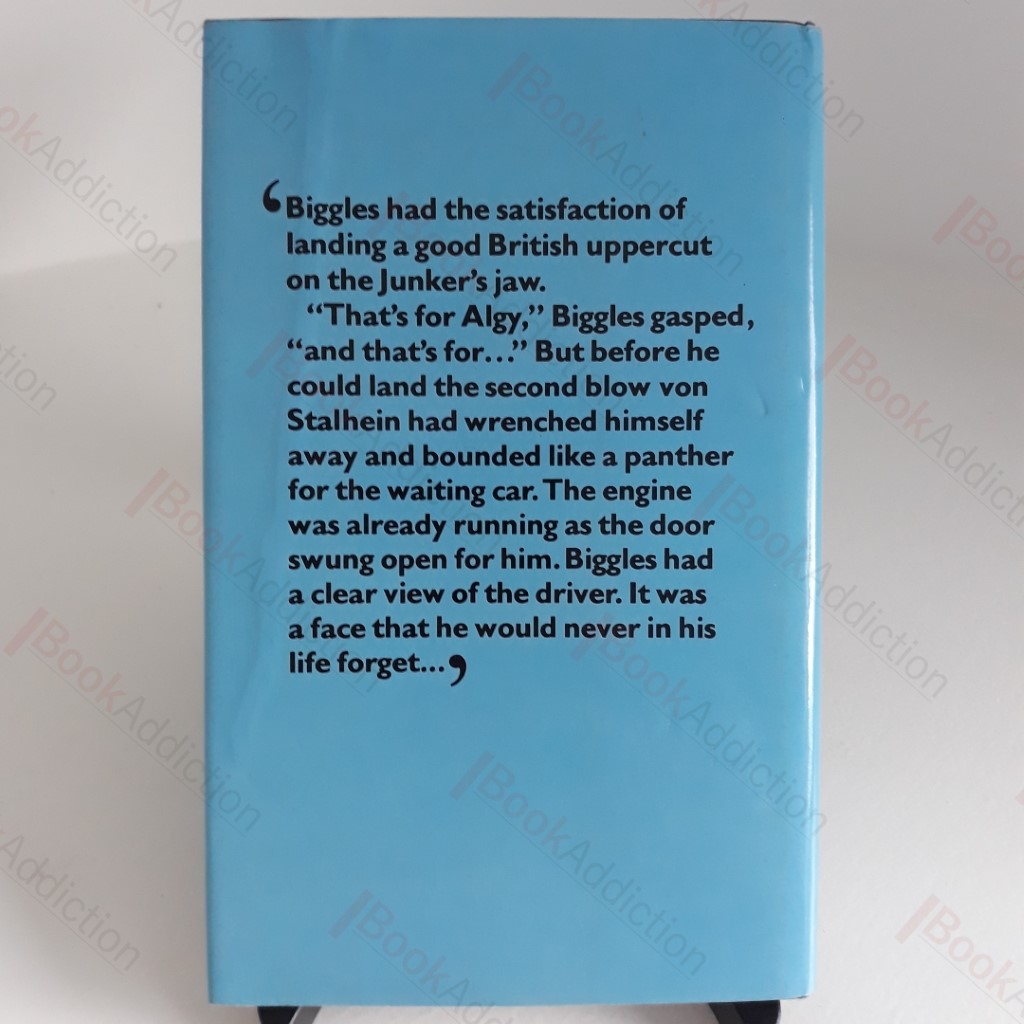 ‘Biggles had the satisfaction of
landing a good British uppercut
on the Junker’s jaw.
“That’s for Algy,” Biggles gasped,
“and that’s for...” But before he
could land the second blow von
Stalhein had wrenched himself
away and bounded like a panther
for the waiting car. The engine
was already running as the door
swung open for him. Biggles had
a clear view of the driver. It was
a face that he would never in his
life forget...’
BookAddiction